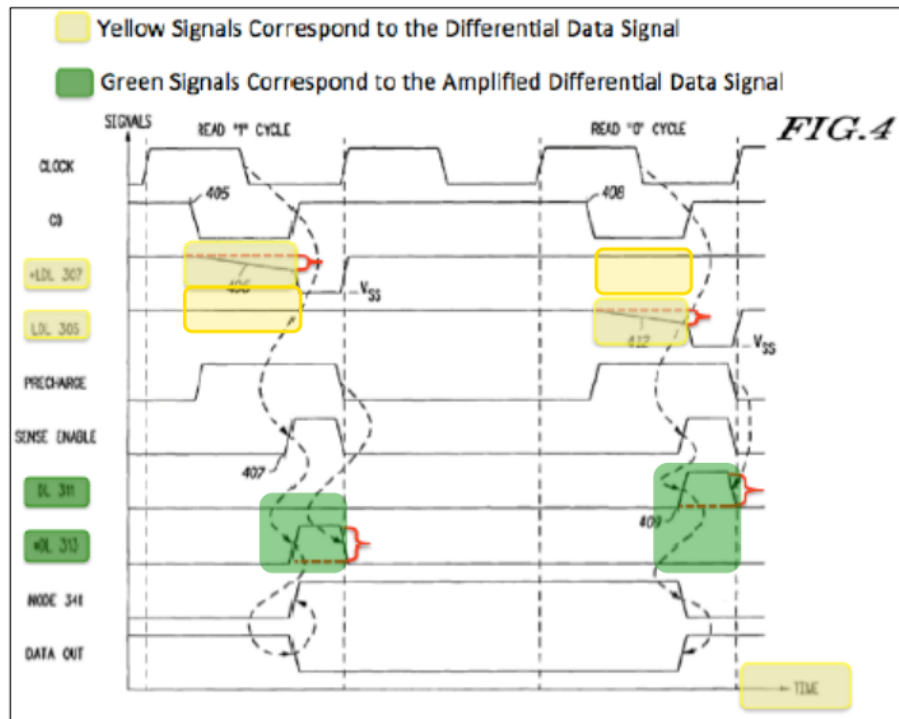 Yellow Signals Correspond to the Differential Data Signal
Green Signals Correspond to the Amplified Differential Data Signal
SIGNALS
READ "1" CYCLE
READ "0" CYCLE
FIG.4
CLOCK
405
408
CD
*LDL 307
406
VSS
LDL 305
412
VSS
PRECHARGE
SENSE ENABLE
407
DL 311
409
*DL 313
NODE 341
DATA OUT
TIME